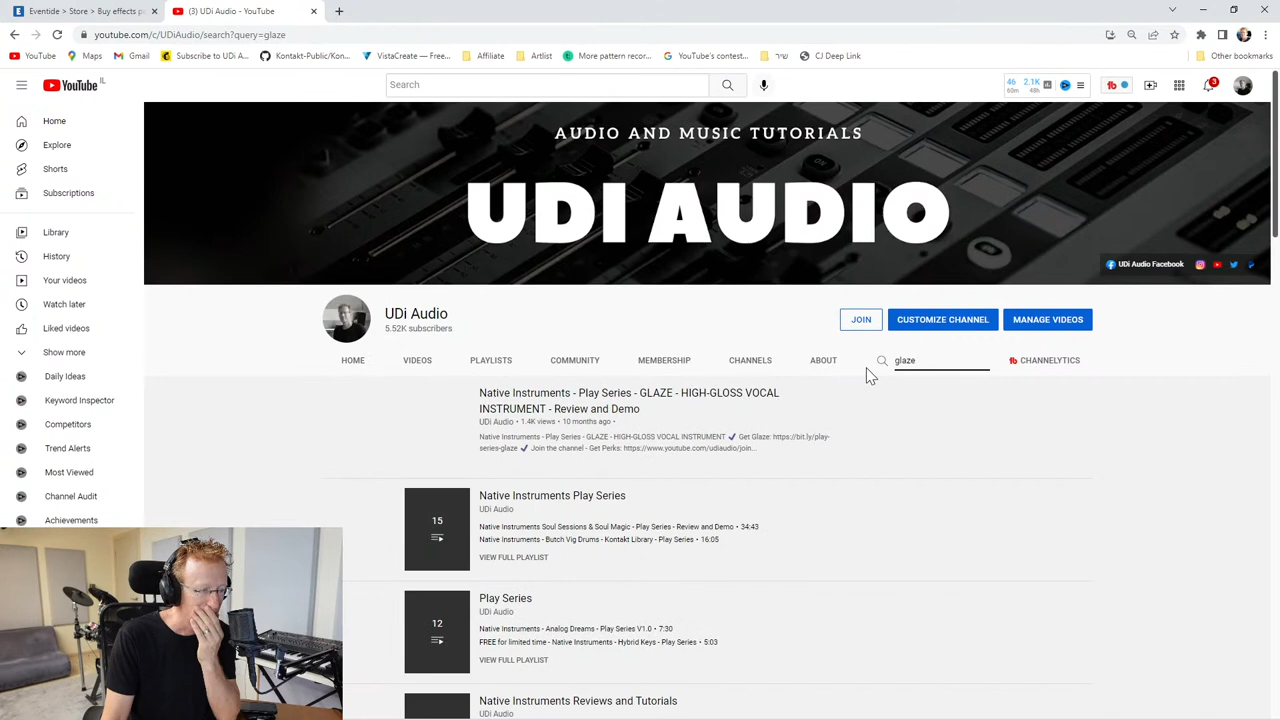 Eventide > Store > Buy effects p
(3) UDi Audio - YouTube
youtube.com/c/UDiAudio/search?query=glaze
YouTube
Maps
Gmail
Subscribe to UDi A...
Kontakt-Public/Kon...
VistaCreate — Free...
Affiliate
Artlist
More pattern recor...
YouTube's contest...
שיר
CJ Deep Link
Other bookmarks
YouTube IL
Search
46
60m
2.1K
48h
3
Home
Explore
Shorts
Subscriptions
Library
History
Your videos
Watch later
Liked videos
Show more
Daily Ideas
Keyword Inspector
Competitors
Trend Alerts
Most Viewed
Channel Audit
Achievements
AUDIO AND MUSIC TUTORIALS
UDI AUDIO
UDi Audio Facebook
UDi Audio
5.52K subscribers
JOIN
CUSTOMIZE CHANNEL
MANAGE VIDEOS
HOME
VIDEOS
PLAYLISTS
COMMUNITY
MEMBERSHIP
CHANNELS
ABOUT
glaze
CHANNELYTICS
Native Instruments - Play Series - GLAZE - HIGH-GLOSS VOCAL
INSTRUMENT - Review and Demo
UDi Audio • 1.4K views • 10 months ago •
Native Instruments - Play Series - GLAZE - HIGH-GLOSS VOCAL INSTRUMENT ✔ Get Glaze: https://bit.ly/play-
series-glaze ✔ Join the channel - Get Perks: https://www.youtube.com/udiaudio/join...
15
Native Instruments Play Series
UDi Audio
Native Instruments Soul Sessions & Soul Magic - Play Series - Review and Demo • 34:43
Native Instruments - Butch Vig Drums - Kontakt Library - Play Series • 16:05
VIEW FULL PLAYLIST
12
Play Series
UDi Audio
Native Instruments - Analog Dreams - Play Series V1.0 • 7:30
FREE for limited time - Native Instruments - Hybrid Keys - Play Series • 5:03
VIEW FULL PLAYLIST
Native Instruments Reviews and Tutorials
UDi Audio